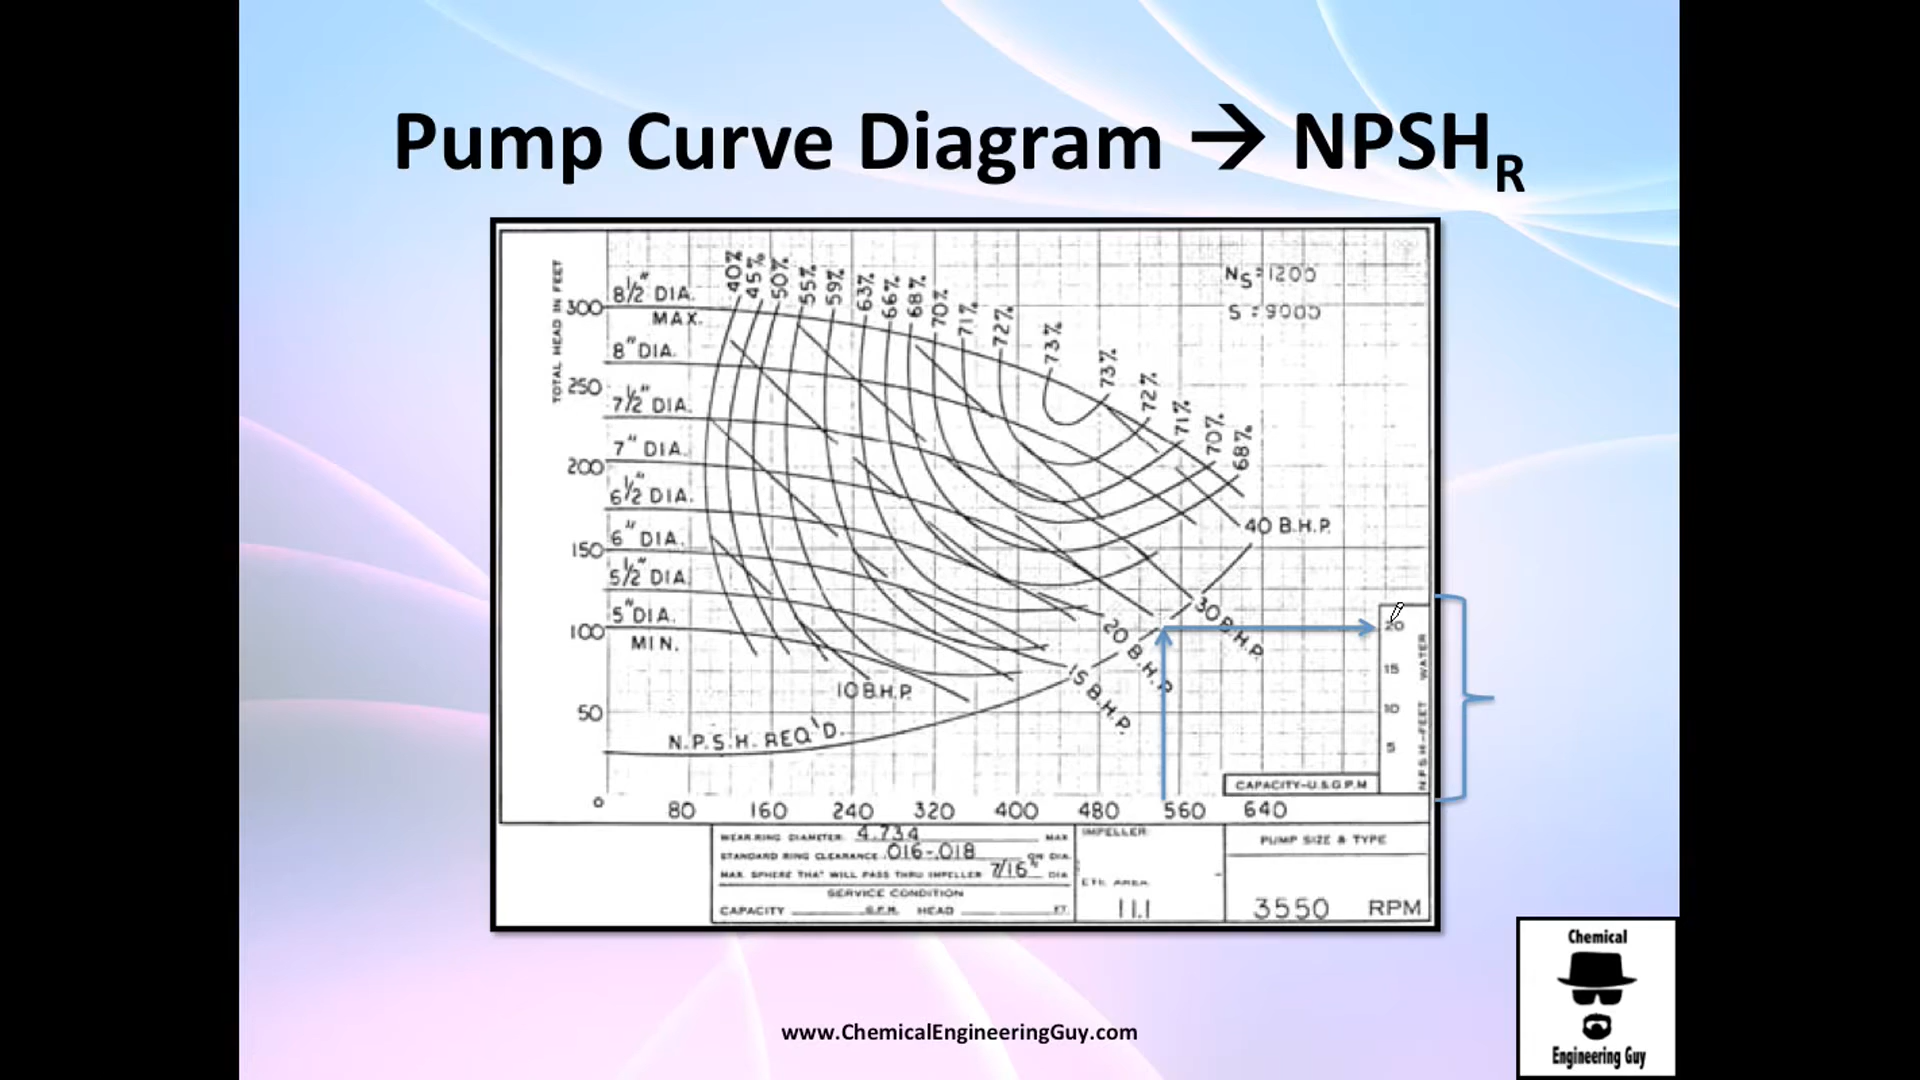 Pump Curve Diagram → NPSHR
TOTAL HEAD IN FEET
300
250
200
150
100
50
0
8½" DIA.
MAX.
8" DIA.
7½" DIA.
7" DIA.
6½" DIA.
6" DIA.
5½" DIA
5" DIA.
MIN.
40%
45%
50%
55%
59%
63%
66%
68%
70%
71%
72%
73%
73%
72%
71%
70%
68%
NS=1200
S=9000
40 B.H.P.
30 B.H.P.
20 B.H.P
15 B.H.P.
10 B.H.P.
N.P.S.H. REQ'D.
20
15
10
5
N.P.S.H-FEET WATER
CAPACITY-U.S.G.P.M
80 160 240 320 400 480 560 640
WEAR.RING DIAMETER: 4.734 MAX
STANDARD RING CLEARANCE .016-.018 ON DIA.
MAX. SPHERE THAT WILL PASS THRU IMPELLER 7/16" DIA
SERVICE CONDITION
CAPACITY G.P.M. HEAD FT.
IMPELLER:
EYE AREA
11.1
PUMP SIZE & TYPE
3550 RPM
www.ChemicalEngineeringGuy.com
Chemical
Engineering Guy